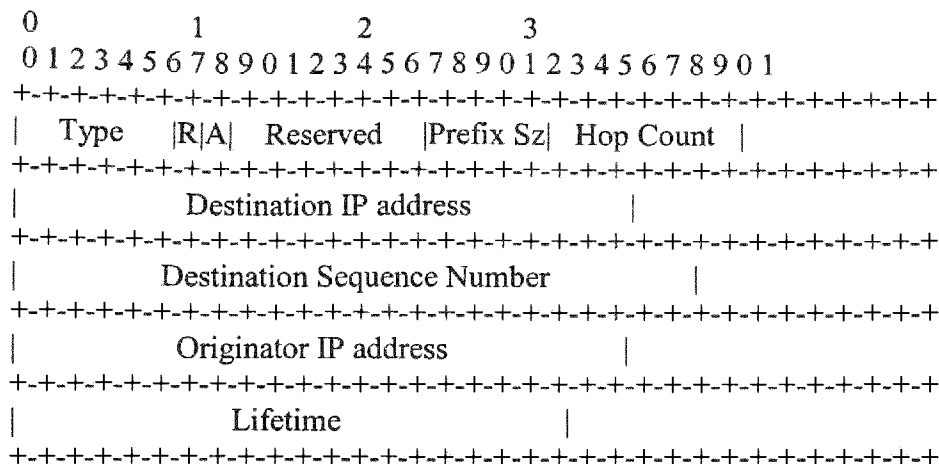 0 1 2 3
0 1 2 3 4 5 6 7 8 9 0 1 2 3 4 5 6 7 8 9 0 1 2 3 4 5 6 7 8 9 0 1
+-+-+-+-+-+-+-+-+-+-+-+-+-+-+-+-+-+-+-+-+-+-+-+-+-+-+-+-+-+-+-+-+
| Type |R|A| Reserved |Prefix Sz| Hop Count |
+-+-+-+-+-+-+-+-+-+-+-+-+-+-+-+-+-+-+-+-+-+-+-+-+-+-+-+-+-+-+-+-+
| Destination IP address |
+-+-+-+-+-+-+-+-+-+-+-+-+-+-+-+-+-+-+-+-+-+-+-+-+-+-+-+-+-+-+-+-+
| Destination Sequence Number |
+-+-+-+-+-+-+-+-+-+-+-+-+-+-+-+-+-+-+-+-+-+-+-+-+-+-+-+-+-+-+-+-+
| Originator IP address |
+-+-+-+-+-+-+-+-+-+-+-+-+-+-+-+-+-+-+-+-+-+-+-+-+-+-+-+-+-+-+-+-+
| Lifetime |
+-+-+-+-+-+-+-+-+-+-+-+-+-+-+-+-+-+-+-+-+-+-+-+-+-+-+-+-+-+-+-+-+